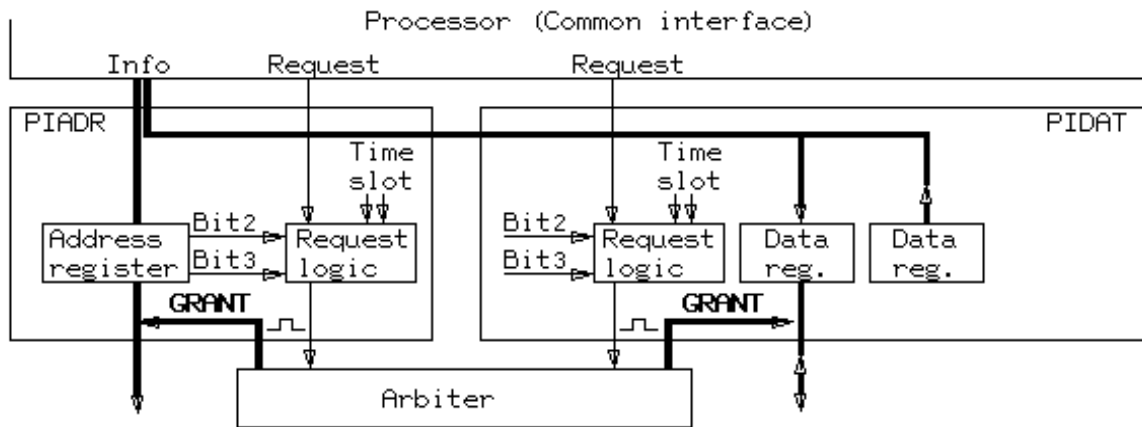 Processor (Common interface)
Info Request Request
PIADR PIDAT
Time
slot
Time
slot
Address
register
Bit2
Bit3
Request
logic
Bit2
Bit3
Request
logic
Data
reg.
Data
reg.
GRANT GRANT
Arbiter